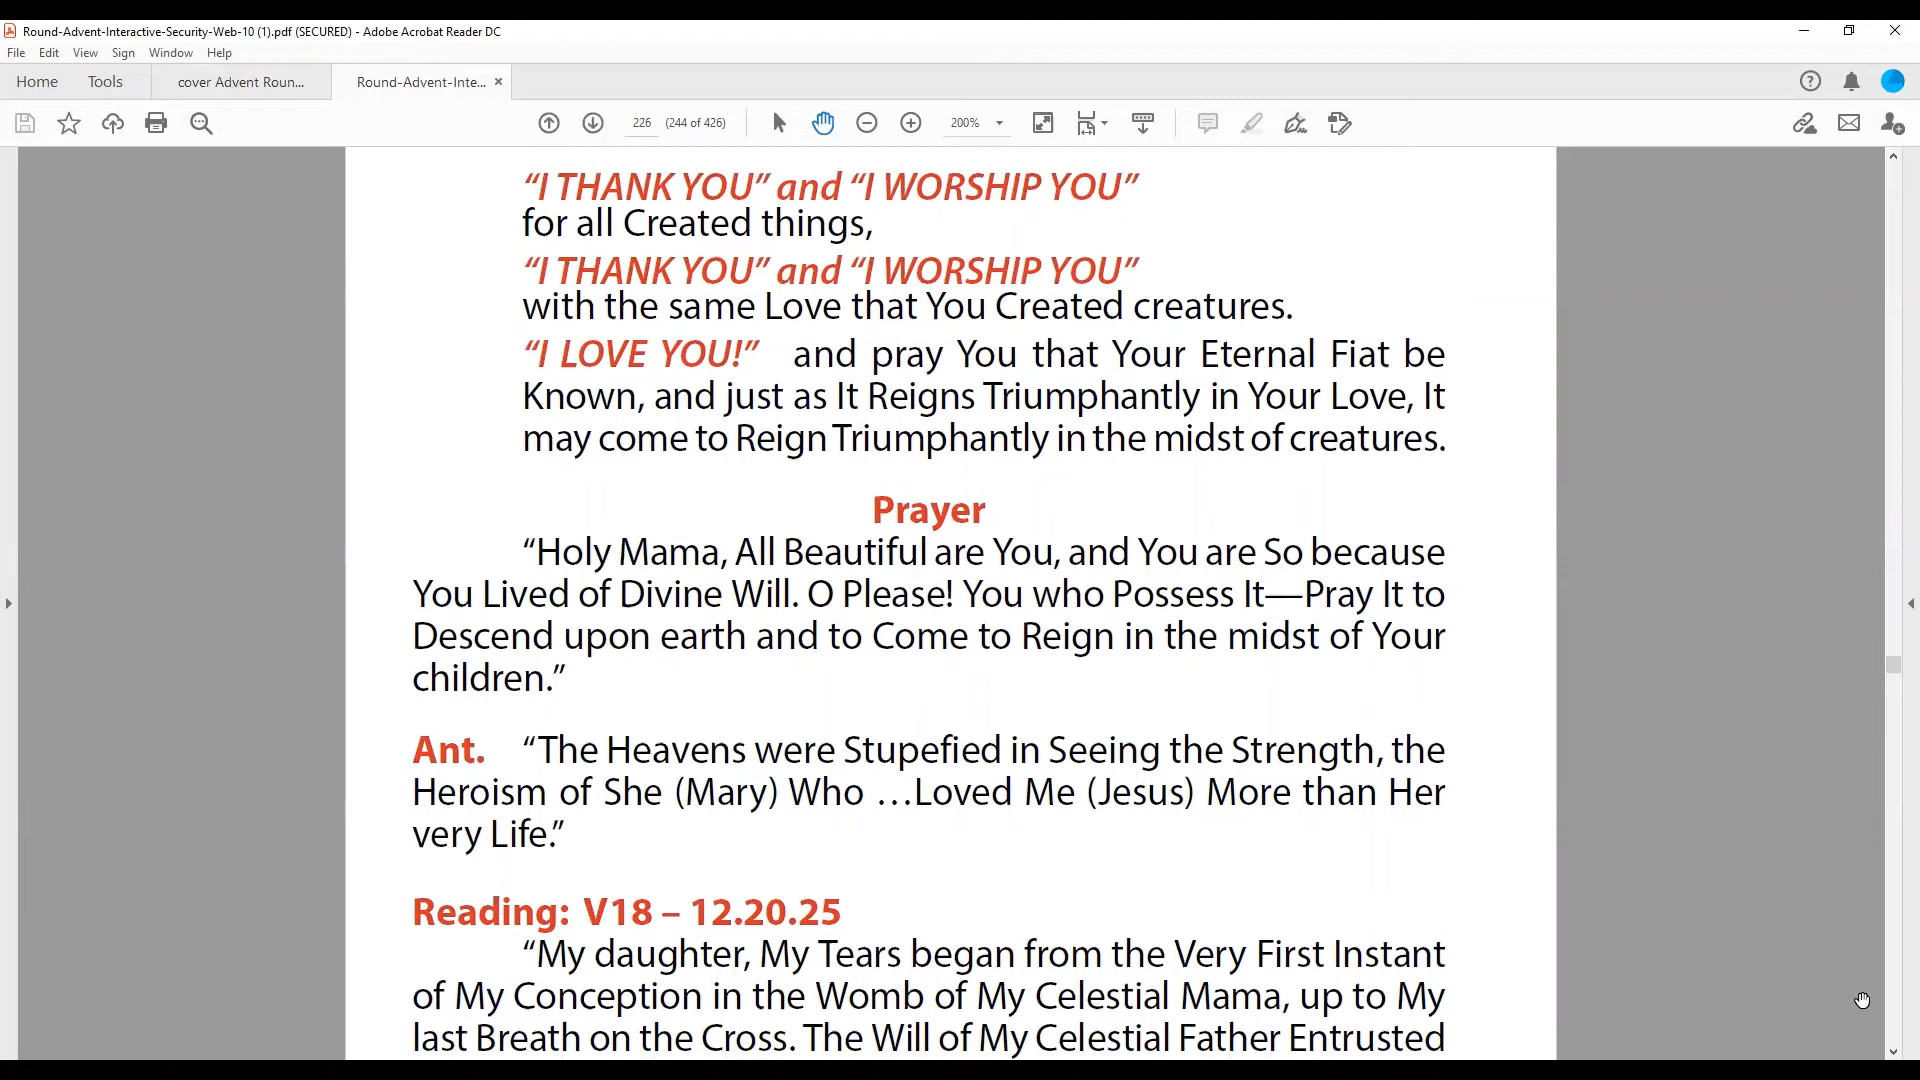 Round-Advent-Interactive-Security-Web-10 (1).pdf (SECURED) - Adobe Acrobat Reader DC
File Edit View Sign Window Help
Home Tools cover Advent Roun... Round-Advent-Inte... ×
226 (244 of 426) 200%
“I THANK YOU” and “I WORSHIP YOU”
for all Created things,
“I THANK YOU” and “I WORSHIP YOU”
with the same Love that You Created creatures.
“I LOVE YOU!” and pray You that Your Eternal Fiat be
Known, and just as It Reigns Triumphantly in Your Love, It
may come to Reign Triumphantly in the midst of creatures.
Prayer
“Holy Mama, All Beautiful are You, and You are So because
You Lived of Divine Will. O Please! You who Possess It—Pray It to
Descend upon earth and to Come to Reign in the midst of Your
children.”
Ant. “The Heavens were Stupefied in Seeing the Strength, the
Heroism of She (Mary) Who …Loved Me (Jesus) More than Her
very Life.”
Reading: V18 – 12.20.25
“My daughter, My Tears began from the Very First Instant
of My Conception in the Womb of My Celestial Mama, up to My
last Breath on the Cross. The Will of My Celestial Father Entrusted